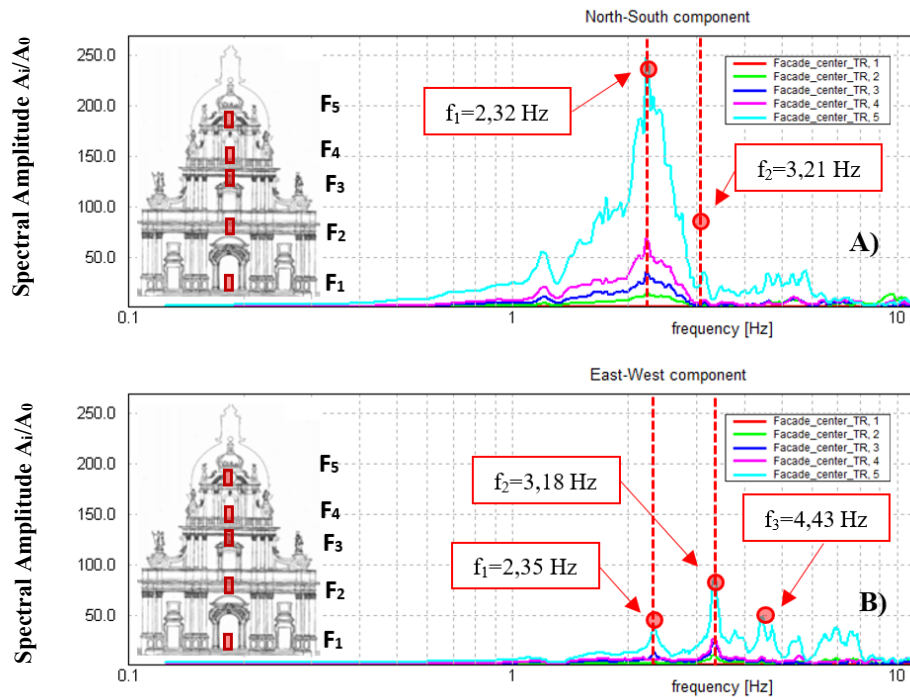 North-South component
Spectral Amplitude Ai/A0
250.0
200.0
150.0
100.0
50.0
F5
F4
F3
F2
F1
f1=2,32 Hz
f2=3,21 Hz
Facade_center_TR, 1
Facade_center_TR, 2
Facade_center_TR, 3
Facade_center_TR, 4
Facade_center_TR, 5
A)
0.1
1
10
frequency [Hz]
East-West component
Spectral Amplitude Ai/A0
250.0
200.0
150.0
100.0
50.0
F5
F4
F3
F2
F1
f1=2,35 Hz
f2=3,18 Hz
f3=4,43 Hz
Facade_center_TR, 1
Facade_center_TR, 2
Facade_center_TR, 3
Facade_center_TR, 4
Facade_center_TR, 5
B)
0.1
1
10
frequency [Hz]